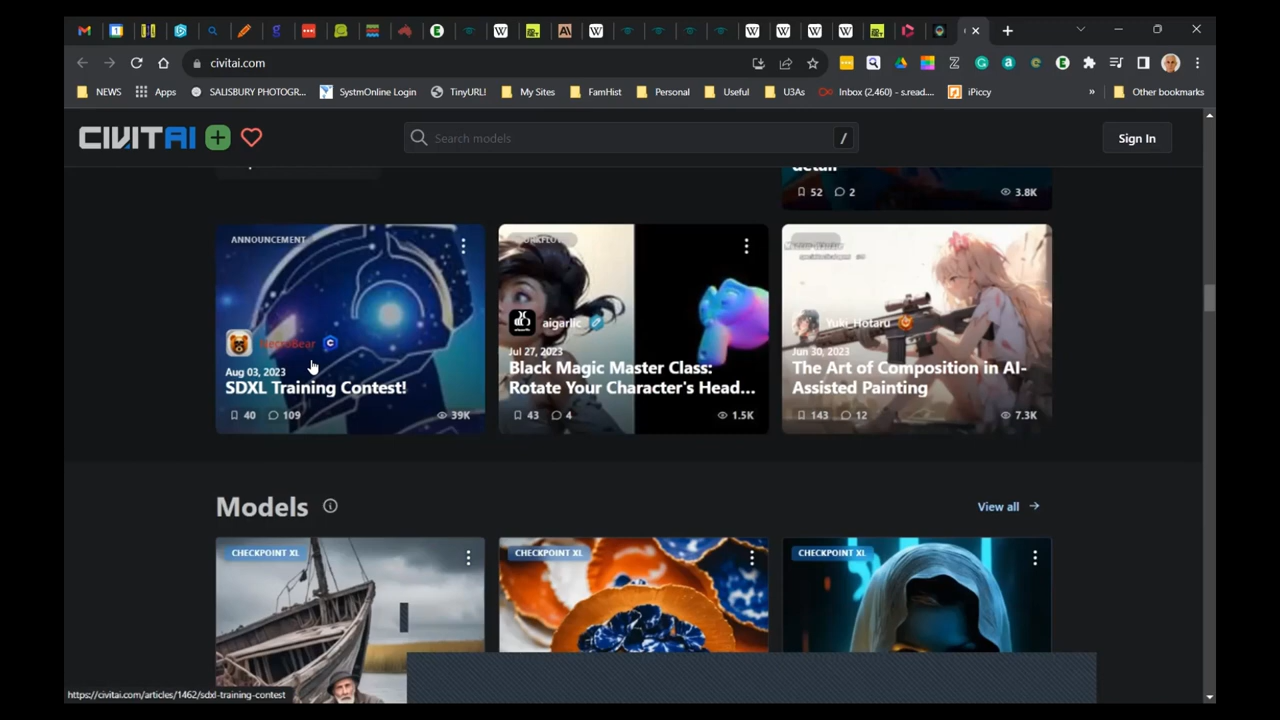 civitai.com
NEWS
Apps
SALISBURY PHOTOGR...
SystmOnline Login
TinyURL!
My Sites
FamHist
Personal
Useful
U3As
Inbox (2,460) - s.read....
iPiccy
»
Other bookmarks
CIVITAI
Search models
/
Sign In
detail
52 2 3.8K
ANNOUNCEMENT
Aug 03, 2023
SDXL Training Contest!
40 109 39K
aigarlic
Jul 27, 2023
Black Magic Master Class:
Rotate Your Character's Head...
43 4 1.5K
Yuki_Hotaru
Jun 30, 2023
The Art of Composition in AI-
Assisted Painting
143 12 7.3K
Models
View all
CHECKPOINT XL
CHECKPOINT XL
CHECKPOINT XL
https://civitai.com/articles/1462/sdxl-training-contest